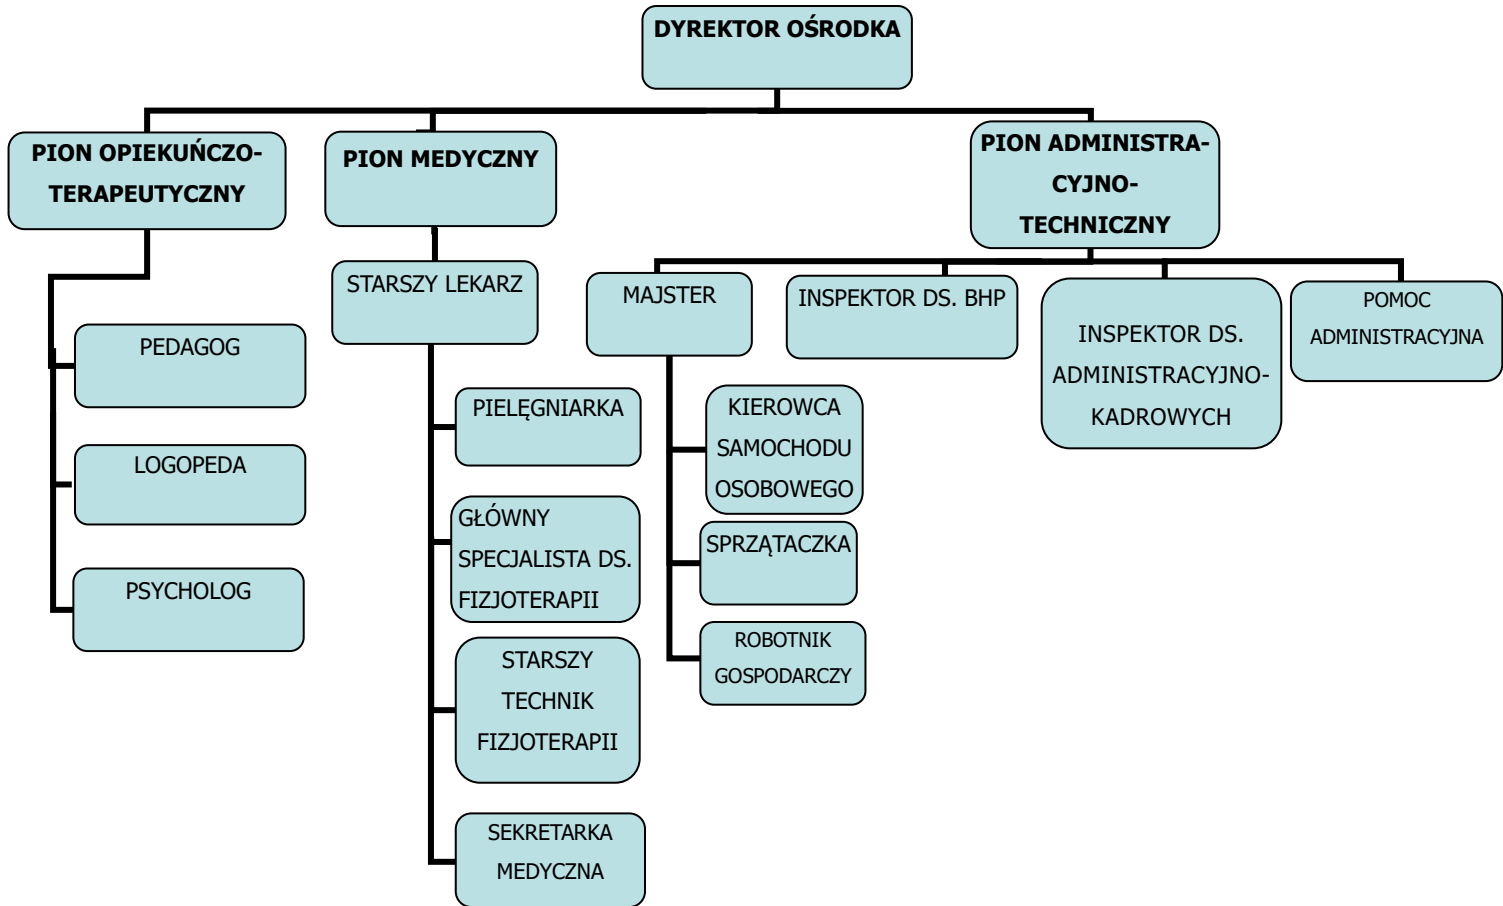 DYREKTOR OŚRODKA
PION OPIEKUŃCZO-
TERAPEUTYCZNY
PION MEDYCZNY
PION ADMINISTRA-
CYJNO-
TECHNICZNY
PEDAGOG
LOGOPEDA
PSYCHOLOG
STARSZY LEKARZ
PIELĘGNIARKA
GŁÓWNY
SPECJALISTA DS.
FIZJOTERAPII
STARSZY
TECHNIK
FIZJOTERAPII
SEKRETARKA
MEDYCZNA
MAJSTER
KIEROWCA
SAMOCHODU
OSOBOWEGO
SPRZĄTACZKA
ROBOTNIK
GOSPODARCZY
INSPEKTOR DS. BHP
INSPEKTOR DS.
ADMINISTRACYJNO-
KADROWYCH
POMOC
ADMINISTRACYJNA